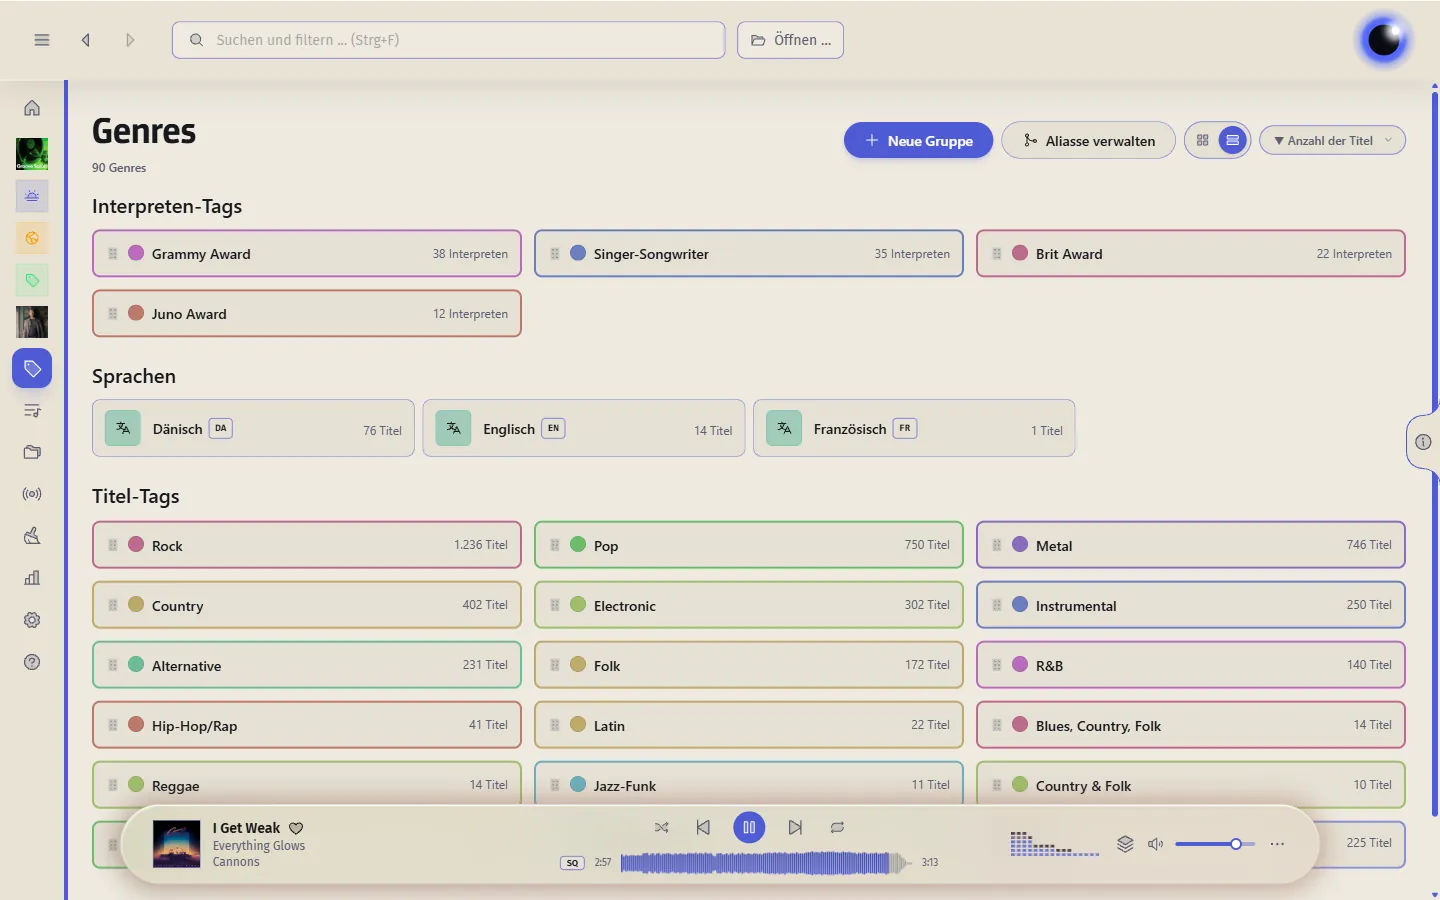 Suchen und filtern ... (Strg+F)
Öffnen ...
Genres
90 Genres
Neue Gruppe
Aliasse verwalten
▼ Anzahl der Titel
Interpreten-Tags
Grammy Award 38 Interpreten
Singer-Songwriter 35 Interpreten
Brit Award 22 Interpreten
Juno Award 12 Interpreten
Sprachen
Dänisch DA 76 Titel
Englisch EN 14 Titel
Französisch FR 1 Titel
Titel-Tags
Rock 1.236 Titel
Pop 750 Titel
Metal 746 Titel
Country 402 Titel
Electronic 302 Titel
Instrumental 250 Titel
Alternative 231 Titel
Folk 172 Titel
R&B 140 Titel
Hip-Hop/Rap 41 Titel
Latin 22 Titel
Blues, Country, Folk 14 Titel
Reggae 14 Titel
Jazz-Funk 11 Titel
Country & Folk 10 Titel
225 Titel
I Get Weak
Everything Glows
Cannons
SQ 2:57 3:13